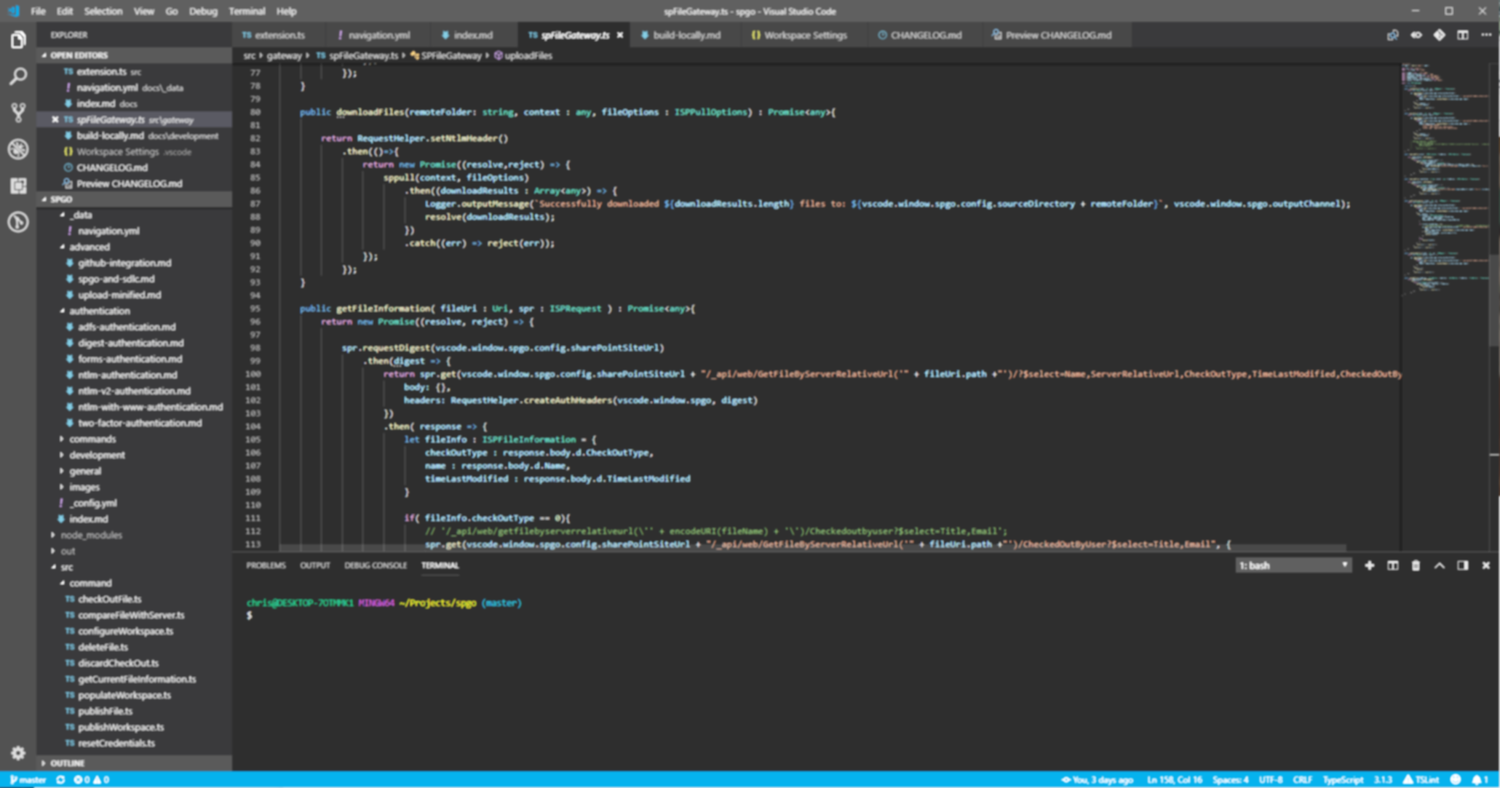 File Edit Selection View Go Debug Terminal Help
spFileGateway.ts - spgo - Visual Studio Code
EXPLORER
OPEN EDITORS
TS extension.ts src
! navigation.yml docs\_data
index.md docs
TS spFileGateway.ts src\gateway
build-locally.md docs\development
{} Workspace Settings .vscode
CHANGELOG.md
Preview CHANGELOG.md
SPGO
_data
! navigation.yml
advanced
github-integration.md
spgo-and-sdlc.md
upload-minified.md
authentication
adfs-authentication.md
digest-authentication.md
forms-authentication.md
ntlm-authentication.md
ntlm-v2-authentication.md
ntlm-with-www-authentication.md
two-factor-authentication.md
commands
development
general
images
! _config.yml
index.md
node_modules
out
src
command
TS checkOutFile.ts
TS compareFileWithServer.ts
TS configureWorkspace.ts
TS deleteFile.ts
TS discardCheckOut.ts
TS getCurrentFileInformation.ts
TS populateWorkspace.ts
TS publishFile.ts
TS publishWorkspace.ts
TS resetCredentials.ts
OUTLINE
TS extension.ts ! navigation.yml index.md TS spFileGateway.ts build-locally.md {} Workspace Settings CHANGELOG.md Preview CHANGELOG.md
src gateway TS spFileGateway.ts SPFileGateway uploadFiles
77 });
78 }
79
80 public downloadFiles(remoteFolder: string, context : any, fileOptions : ISPPullOptions) : Promise<any>{
81
82 return RequestHelper.setNtlmHeader()
83 .then(()=>{
84 return new Promise((resolve,reject) => {
85 sppull(context, fileOptions)
86 .then((downloadResults : Array<any>) => {
87 Logger.outputMessage(`Successfully downloaded ${downloadResults.length} files to: ${vscode.window.spgo.config.sourceDirectory + remoteFolder}`, vscode.window.spgo.outputChannel);
88 resolve(downloadResults);
89 })
90 .catch((err) => reject(err));
91 });
92 });
93 }
94
95 public getFileInformation( fileUri : Uri, spr : ISPRequest ) : Promise<any>{
96 return new Promise((resolve, reject) => {
97
98 spr.requestDigest(vscode.window.spgo.config.sharePointSiteUrl)
99 .then(digest => {
100 return spr.get(vscode.window.spgo.config.sharePointSiteUrl + "/_api/web/GetFileByServerRelativeUrl('" + fileUri.path +"')/?$select=Name,ServerRelativeUrl,CheckOutType,TimeLastModified,CheckedOutBy
101 body: {},
102 headers: RequestHelper.createAuthHeaders(vscode.window.spgo, digest)
103 })
104 .then( response => {
105 let fileInfo : ISPFileInformation = {
106 checkOutType : response.body.d.CheckOutType,
107 name : response.body.d.Name,
108 timeLastModified : response.body.d.TimeLastModified
109 }
110
111 if( fileInfo.checkOutType == 0){
112 // '/_api/web/getfilebyserverrelativeurl(\'' + encodeURI(fileName) + '\')/Checkedoutbyuser?$select=Title,Email';
113 spr.get(vscode.window.spgo.config.sharePointSiteUrl + "/_api/web/GetFileByServerRelativeUrl('" + fileUri.path +"')/CheckedOutByUser?$select=Title,Email", {
PROBLEMS OUTPUT DEBUG CONSOLE TERMINAL 1: bash
chris@DESKTOP-7OTMMK1 MINGW64 ~/Projects/spgo (master)
$
master 0 0 You, 3 days ago Ln 158, Col 16 Spaces: 4 UTF-8 CRLF TypeScript 3.1.3 TSLint 1